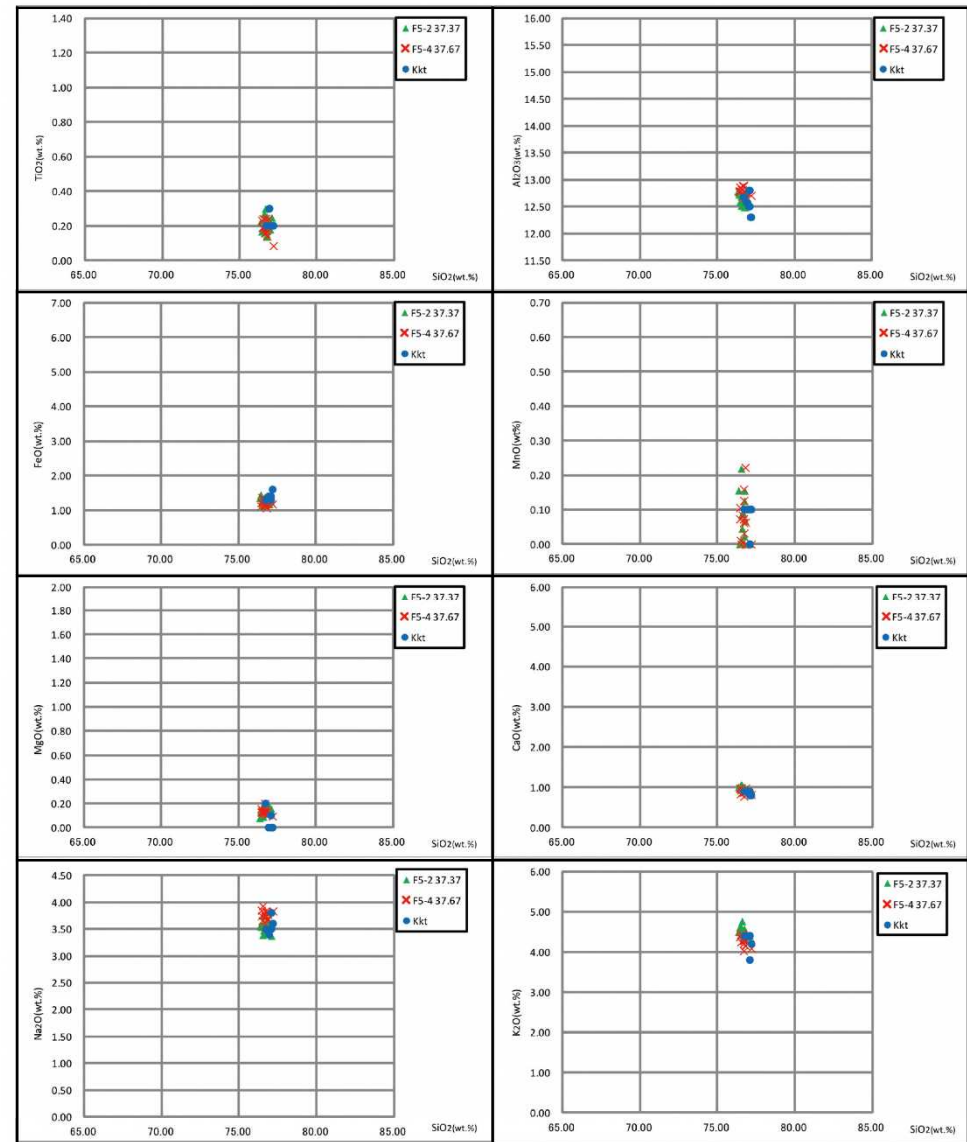 1.40
1.20
1.00
0.80
0.60
0.40
0.20
0.00
TiO2(wt.%)
65.00 70.00 75.00 80.00 85.00
SiO2(wt.%)
F5-2 37.37
F5-4 37.67
Kkt
16.00
15.50
15.00
14.50
14.00
13.50
13.00
12.50
12.00
11.50
Al2O3(wt.%)
65.00 70.00 75.00 80.00 85.00
SiO2(wt.%)
F5-2 37.37
F5-4 37.67
Kkt
7.00
6.00
5.00
4.00
3.00
2.00
1.00
0.00
FeO(wt.%)
65.00 70.00 75.00 80.00 85.00
SiO2(wt.%)
F5-2 37.37
F5-4 37.67
Kkt
0.70
0.60
0.50
0.40
0.30
0.20
0.10
0.00
MnO(wt%)
65.00 70.00 75.00 80.00 85.00
SiO2(wt.%)
F5-2 37.37
F5-4 37.67
Kkt
2.00
1.80
1.60
1.40
1.20
1.00
0.80
0.60
0.40
0.20
0.00
MgO(wt.%)
65.00 70.00 75.00 80.00 85.00
SiO2(wt.%)
F5-2 37.37
F5-4 37.67
Kkt
6.00
5.00
4.00
3.00
2.00
1.00
0.00
CaO(wt.%)
65.00 70.00 75.00 80.00 85.00
SiO2(wt.%)
F5-2 37.37
F5-4 37.67
Kkt
4.50
4.00
3.50
3.00
2.50
2.00
1.50
1.00
0.50
0.00
Na2O(wt.%)
65.00 70.00 75.00 80.00 85.00
SiO2(wt.%)
F5-2 37.37
F5-4 37.67
Kkt
6.00
5.00
4.00
3.00
2.00
1.00
0.00
K2O(wt.%)
65.00 70.00 75.00 80.00 85.00
SiO2(wt.%)
F5-2 37.37
F5-4 37.67
Kkt